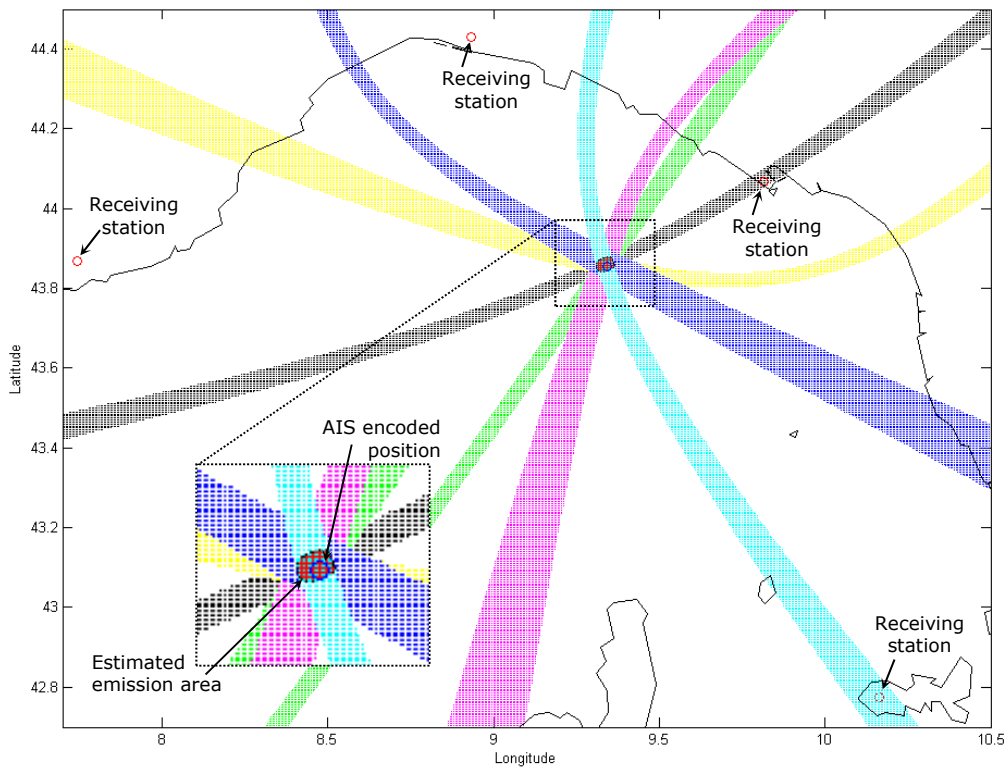 44.4
44.2
44
43.8
43.6
43.4
43.2
43
42.8
Latitude
Receiving
station
Receiving
station
Receiving
station
AIS encoded
position
Estimated
emission area
Receiving
station
8
8.5
9
9.5
10
10.5
Longitude